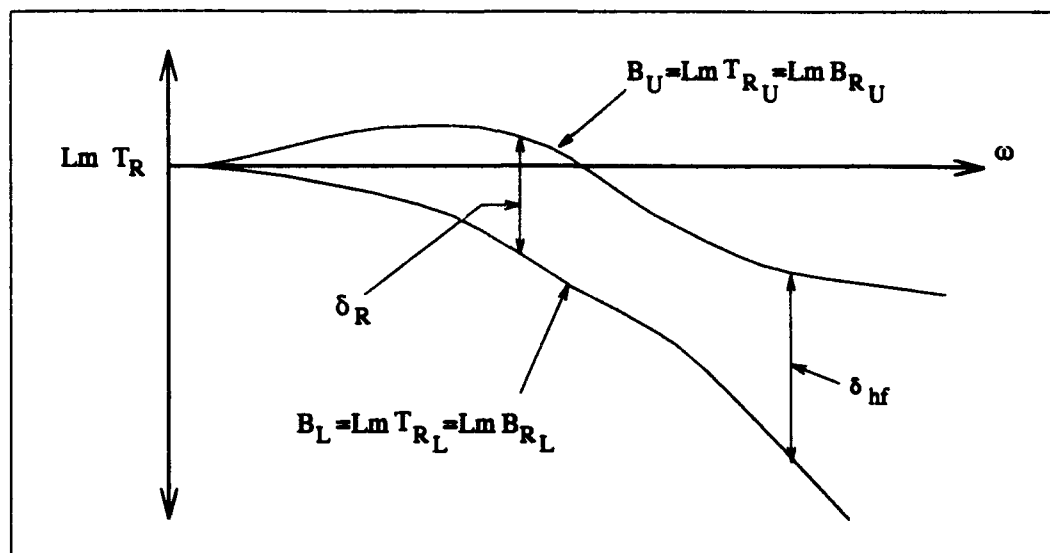 B_U=Lm T_R_U=Lm B_R_U
Lm T_R
ω
δ_R
δ_hf
B_L=Lm T_R_L=Lm B_R_L